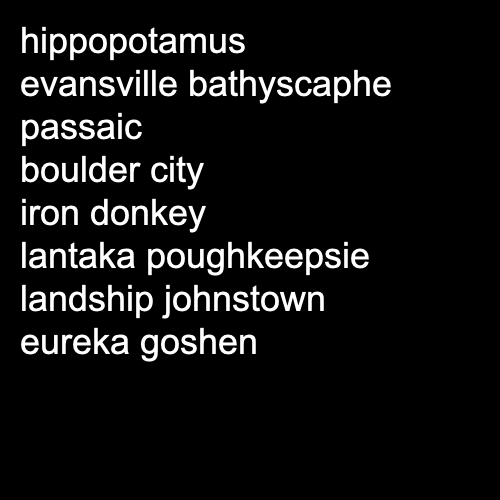 hippopotamus
evansville bathyscaphe
passaic
boulder city
iron donkey
lantaka poughkeepsie
landship johnstown
eureka goshen